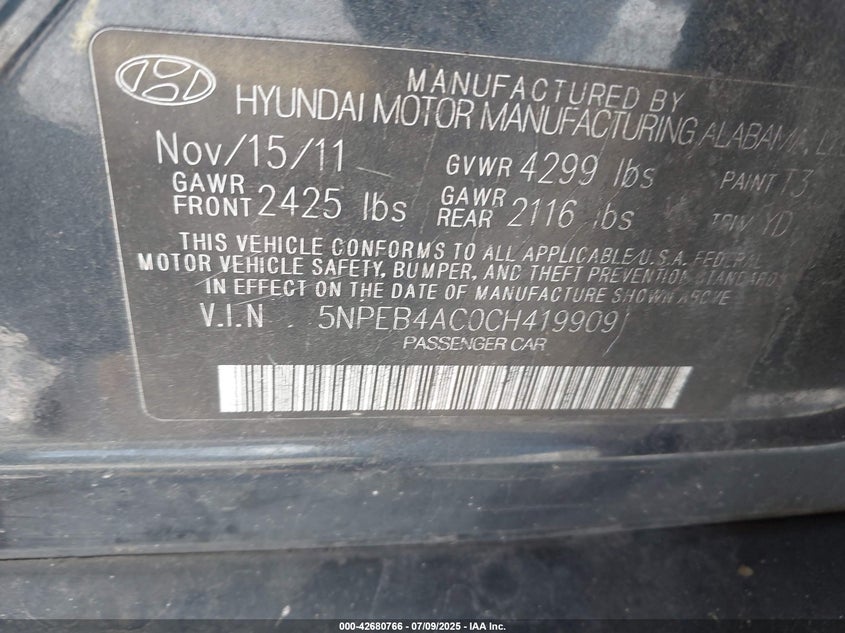 MANUFACTURED BY
HYUNDAI MOTOR MANUFACTURING ALABAMA,
Nov/15/11 GVWR 4299 lbs PAINT T3
GAWR FRONT 2425 lbs GAWR REAR 2116 lbs TRIM YD
THIS VEHICLE CONFORMS TO ALL APPLICABLE U.S.A. FEDERAL
MOTOR VEHICLE SAFETY, BUMPER, AND THEFT PREVENTION STANDARDS
IN EFFECT ON THE DATE OF MANUFACTURE SHOWN ABOVE
V.I.N. 5NPEB4AC0CH419909
PASSENGER CAR
000-42680766 - 07/09/2025 - IAA Inc.